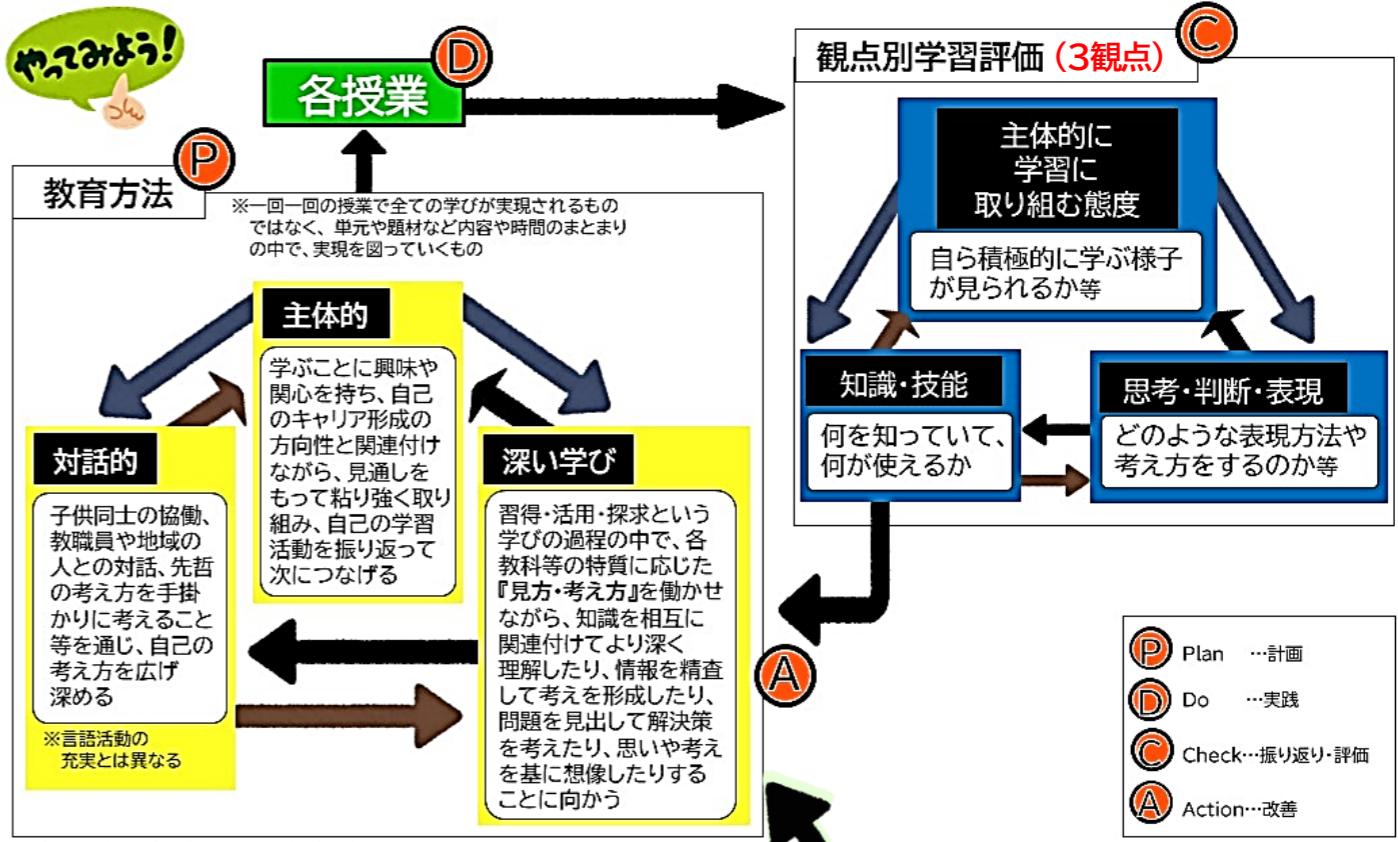 やってみよう!
D
各授業
P
教育方法
※一回一回の授業で全ての学びが実現されるもの
ではなく、単元や題材など内容や時間のまとまり
の中で、実現を図っていくもの
主体的
学ぶことに興味や
関心を持ち、自己
のキャリア形成の
方向性と関連付け
ながら、見通しを
もって粘り強く取り
組み、自己の学習
活動を振り返って
次につなげる
対話的
子供同士の協働、
教職員や地域の
人との対話、先哲
の考え方を手掛
かりに考えること
等を通じ、自己の
考え方を広げ
深める
※言語活動の
充実とは異なる
深い学び
習得・活用・探求という
学びの過程の中で、各
教科等の特質に応じた
『見方・考え方』を働かせ
ながら、知識を相互に
関連付けてより深く
理解したり、情報を精査
して考えを形成したり、
問題を見出して解決策
を考えたり、思いや考え
を基に想像したりする
ことに向かう
C
観点別学習評価(3観点)
主体的に
学習に
取り組む態度
自ら積極的に学ぶ様子
が見られるか等
知識・技能
何を知っていて、
何が使えるか
思考・判断・表現
どのような表現方法や
考え方をするのか等
A
P Plan …計画
D Do …実践
C Check…振り返り・評価
A Action…改善